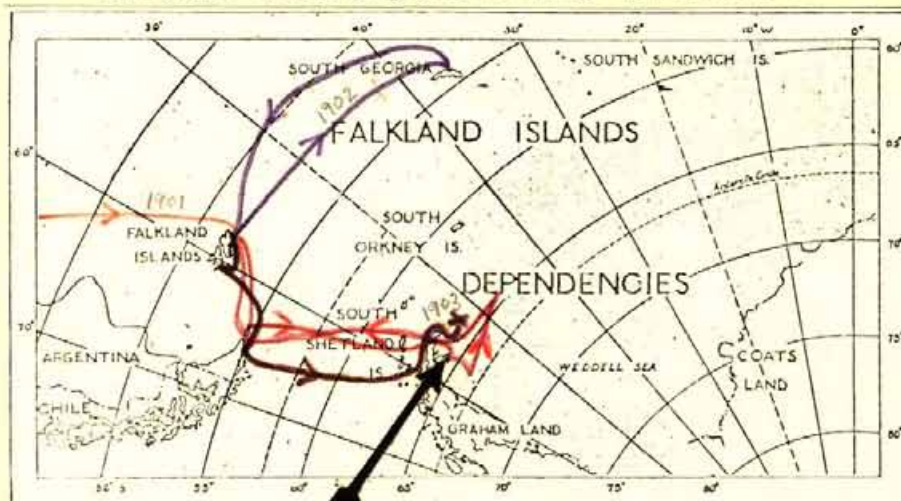 50° 40° 30° 20° 10° W 0°
60
SOUTH GEORGIA
SOUTH SANDWICH IS.
1902
FALKLAND ISLANDS
60°
65°
Antarctic Circle
1901
FALKLAND
ISLANDS
SOUTH
ORKNEY IS.
70°
DEPENDENCIES
1903
SOUTH
SHETLAND
IS.
70°
75°
ARGENTINA
WEDDELL SEA
COATS
LAND
CHILE
GRAHAM LAND
80°
60°
65°
70°
75°